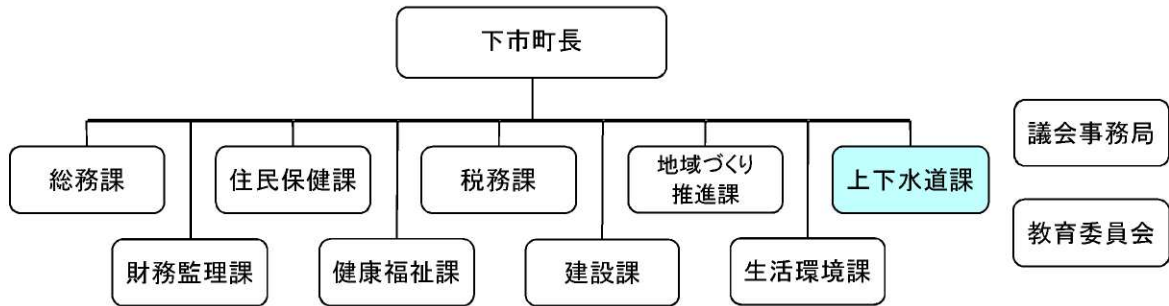 下市町長
総務課
住民保健課
税務課
地域づくり
推進課
上下水道課
議会事務局
財務監理課
健康福祉課
建設課
生活環境課
教育委員会